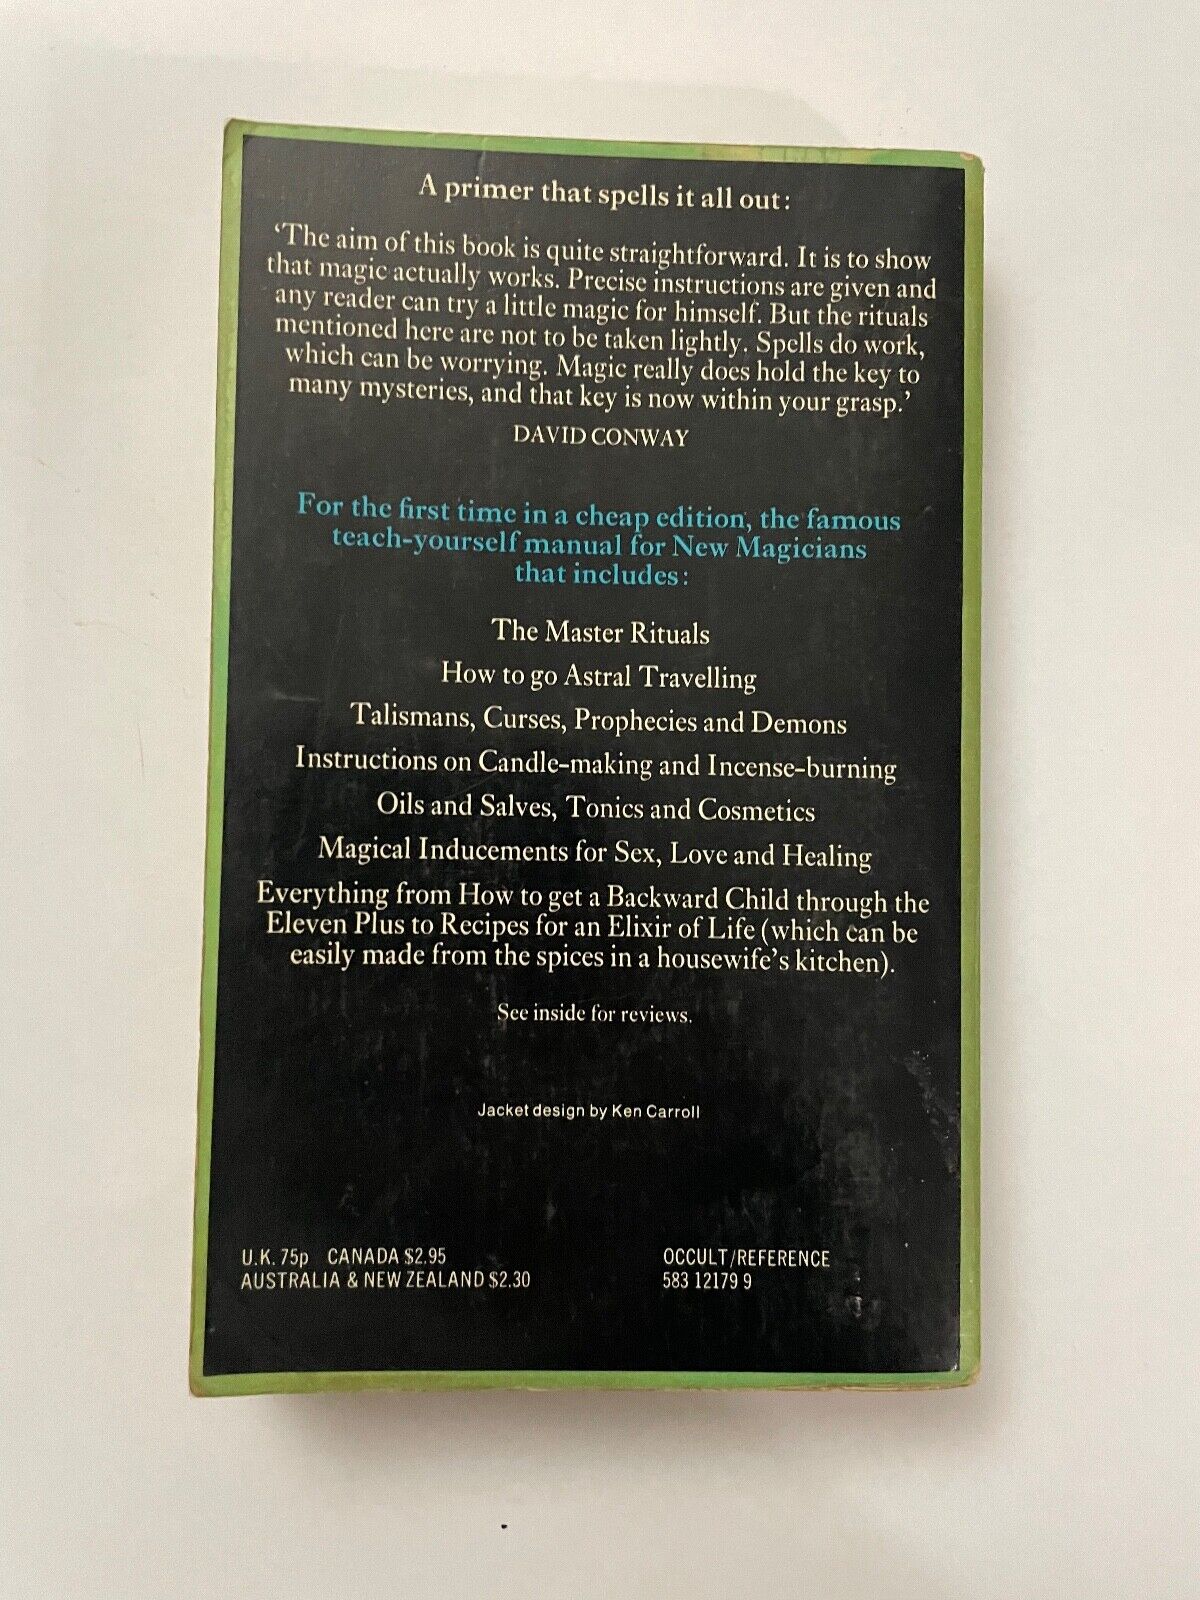 A primer that spells it all out:
‘The aim of this book is quite straightforward. It is to show
that magic actually works. Precise instructions are given and
any reader can try a little magic for himself. But the rituals
mentioned here are not to be taken lightly. Spells do work,
which can be worrying. Magic really does hold the key to
many mysteries, and that key is now within your grasp.’
DAVID CONWAY
For the first time in a cheap edition, the famous
teach-yourself manual for New Magicians
that includes:
The Master Rituals
How to go Astral Travelling
Talismans, Curses, Prophecies and Demons
Instructions on Candle-making and Incense-burning
Oils and Salves, Tonics and Cosmetics
Magical Inducements for Sex, Love and Healing
Everything from How to get a Backward Child through the
Eleven Plus to Recipes for an Elixir of Life (which can be
easily made from the spices in a housewife’s kitchen).
See inside for reviews.
Jacket design by Ken Carroll
U.K. 75p CANADA $2.95
AUSTRALIA & NEW ZEALAND $2.30
OCCULT/REFERENCE
583 12179 9